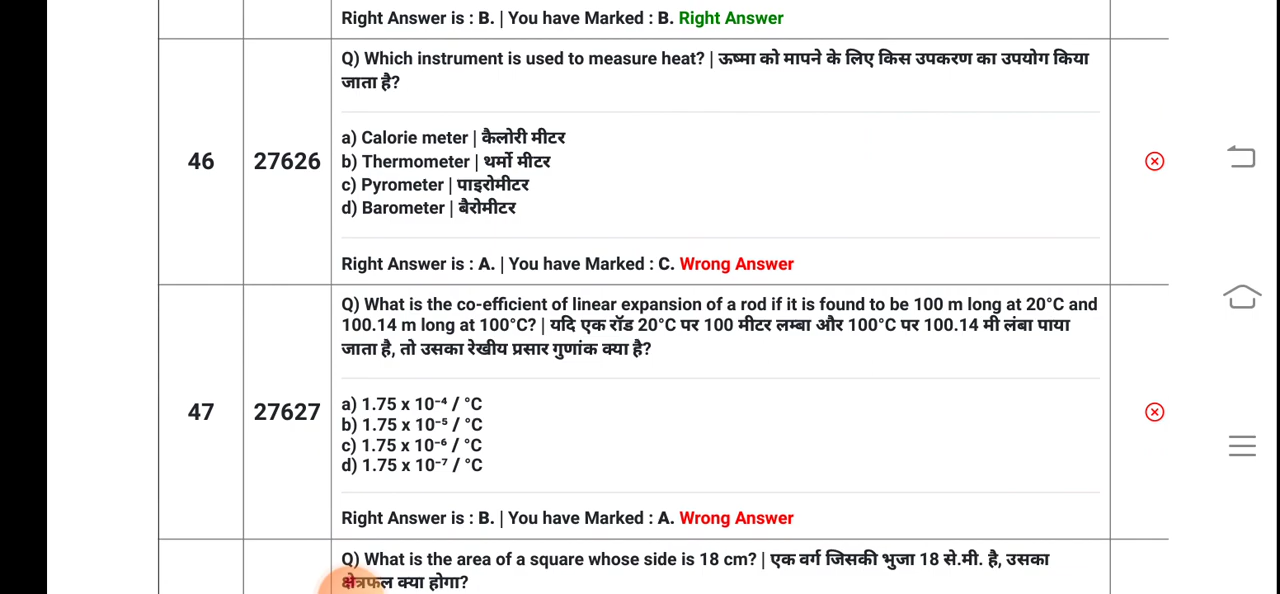 Right Answer is : B. | You have Marked : B. Right Answer
46
27626
Q) Which instrument is used to measure heat? | ऊष्मा को मापने के लिए किस उपकरण का उपयोग किया
जाता है?
a) Calorie meter | कैलोरी मीटर
b) Thermometer | थर्मो मीटर
c) Pyrometer | पाइरोमीटर
d) Barometer | बैरोमीटर
Right Answer is : A. | You have Marked : C. Wrong Answer
47
27627
Q) What is the co-efficient of linear expansion of a rod if it is found to be 100 m long at 20°C and
100.14 m long at 100°C? | यदि एक रॉड 20°C पर 100 मीटर लम्बा और 100°C पर 100.14 मी लंबा पाया
जाता है, तो उसका रेखीय प्रसार गुणांक क्या है?
a) 1.75 x 10⁻⁴ / °C
b) 1.75 x 10⁻⁵ / °C
c) 1.75 x 10⁻⁶ / °C
d) 1.75 x 10⁻⁷ / °C
Right Answer is : B. | You have Marked : A. Wrong Answer
Q) What is the area of a square whose side is 18 cm? | एक वर्ग जिसकी भुजा 18 से.मी. है, उसका
क्षेत्रफल क्या होगा?